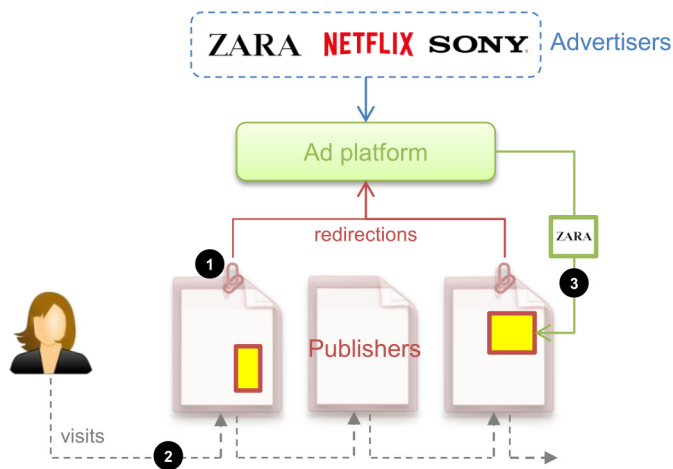 ZARA NETFLIX SONY Advertisers
Ad platform
redirections
ZARA
1
3
Publishers
visits
2